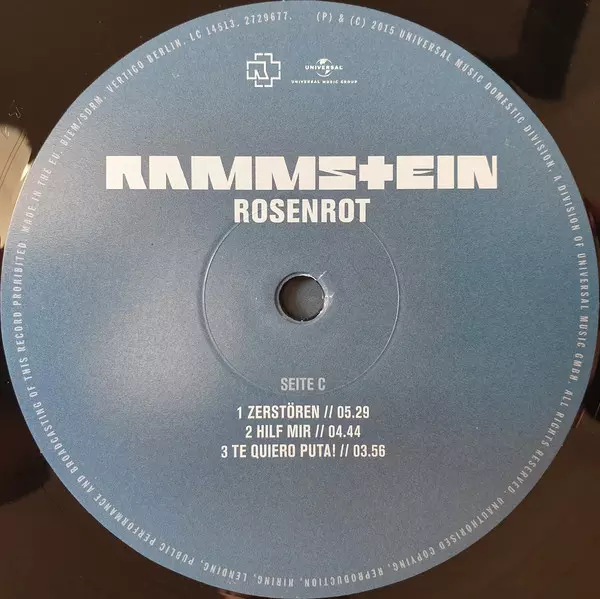 MADE IN THE EU. BIEM/SDRM. VERTIGO BERLIN. LC 14513. 2729677. (P) & (C) 2015 UNIVERSAL MUSIC DOMESTIC DIVISION, A DIVISION OF UNIVERSAL MUSIC GMBH. ALL RIGHTS RESERVED. UNAUTHORISED COPYING, REPRODUCTION, HIRING, LENDING, PUBLIC PERFORMANCE AND BROADCASTING OF THIS RECORD PROHIBITED.
UNIVERSAL
UNIVERSAL MUSIC GROUP
RAMMSTEIN
ROSENROT
SEITE C
1 ZERSTÖREN // 05.29
2 HILF MIR // 04.44
3 TE QUIERO PUTA! // 03.56